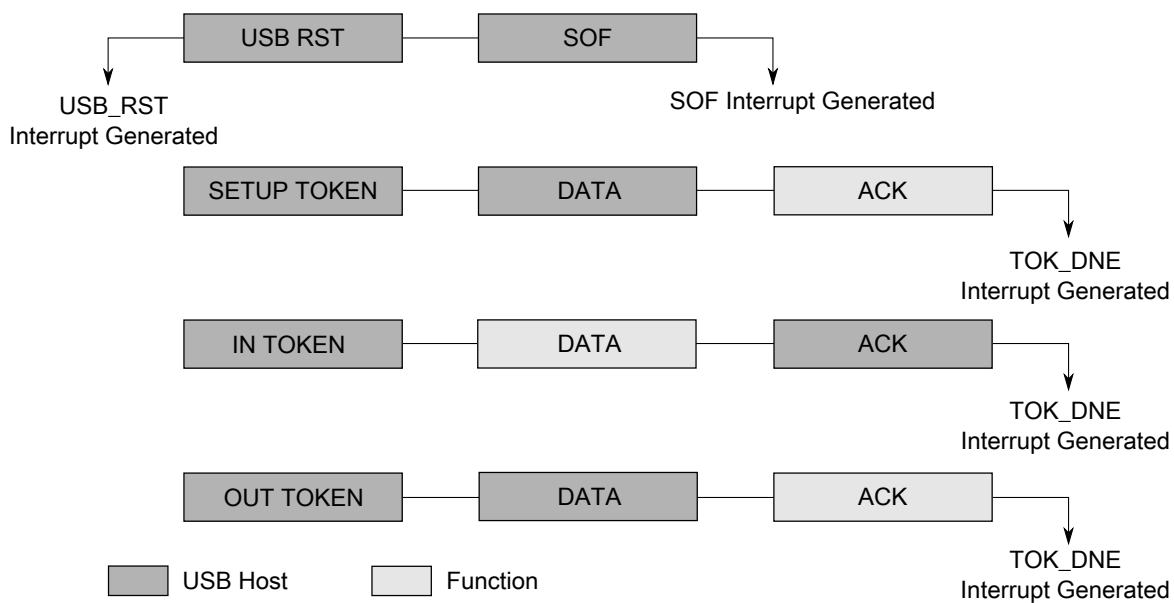 USB RST
SOF
USB_RST
Interrupt Generated
SOF Interrupt Generated
SETUP TOKEN
DATA
ACK
TOK_DNE
Interrupt Generated
IN TOKEN
DATA
ACK
TOK_DNE
Interrupt Generated
OUT TOKEN
DATA
ACK
TOK_DNE
Interrupt Generated
USB Host
Function